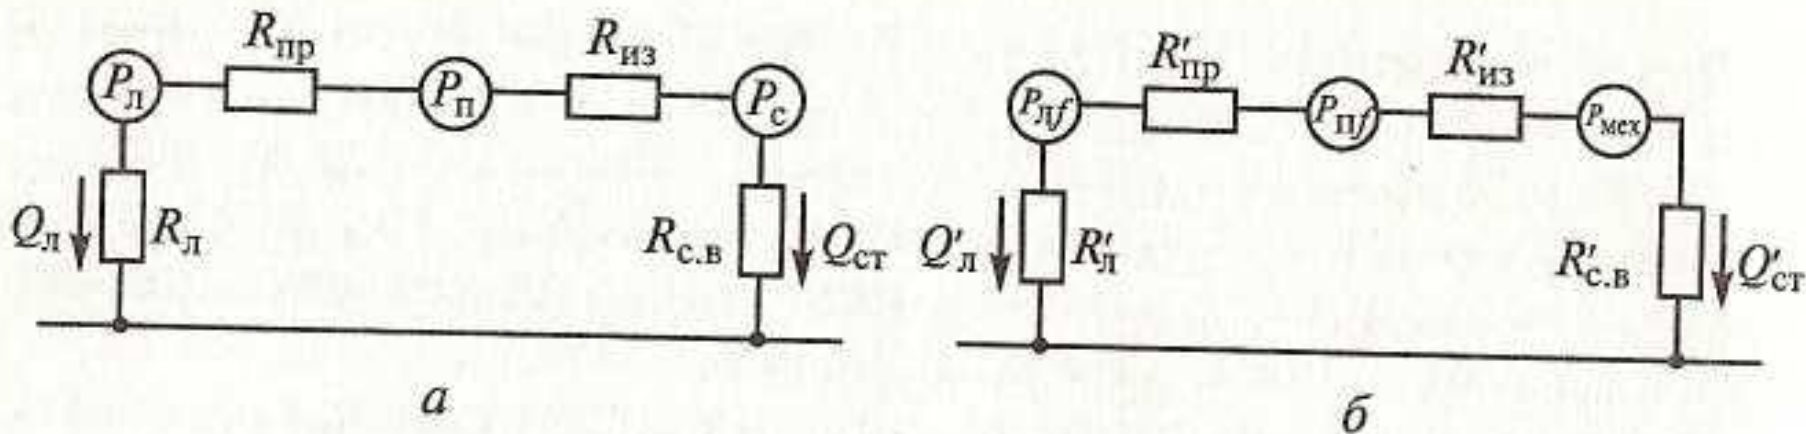 Rпр Rиз R′пр R′из
Pл Pп Pс Pлf Pпf Pмех
Qл Rл Rс.в Qст Q′л R′л R′с.в Q′ст
а б